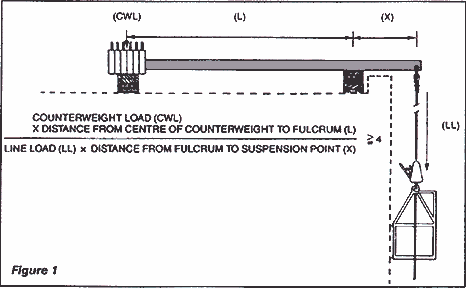 (CWL) (L) (X)
COUNTERWEIGHT LOAD (CWL)
X DISTANCE FROM CENTRE OF COUNTERWEIGHT TO FULCRUM (L)
LINE LOAD (LL) × DISTANCE FROM FULCRUM TO SUSPENSION POINT (X)
≥ 4
(LL)
Figure 1